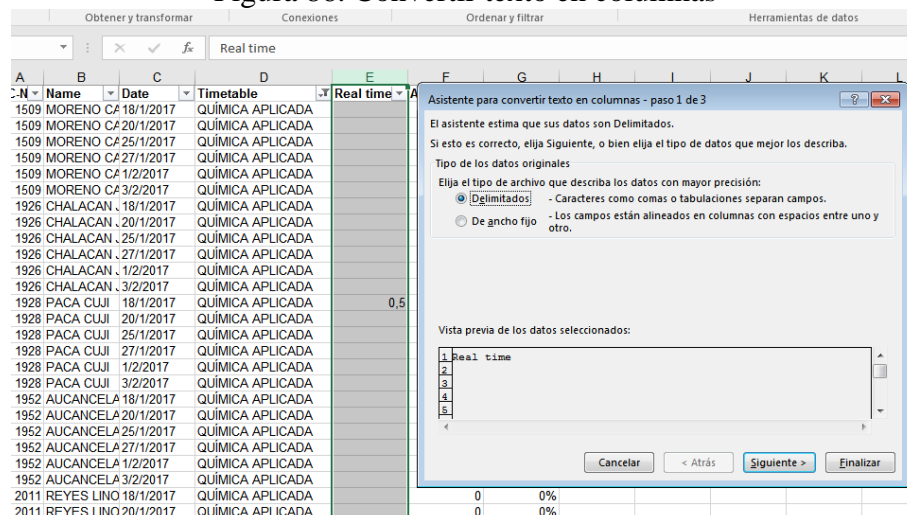 Figura 88. Convertir texto en columnas
Obtener y transformar Conexiones Ordenar y filtrar Herramientas de datos
fx Real time
A B C D E F G H I J K L
C-N Name Date Timetable Real time A
1509 MORENO CA 18/1/2017 QUÍMICA APLICADA
1509 MORENO CA 20/1/2017 QUÍMICA APLICADA
1509 MORENO CA 25/1/2017 QUÍMICA APLICADA
1509 MORENO CA 27/1/2017 QUÍMICA APLICADA
1509 MORENO CA 1/2/2017 QUÍMICA APLICADA
1509 MORENO CA 3/2/2017 QUÍMICA APLICADA
1926 CHALACAN J 18/1/2017 QUÍMICA APLICADA
1926 CHALACAN J 20/1/2017 QUÍMICA APLICADA
1926 CHALACAN J 25/1/2017 QUÍMICA APLICADA
1926 CHALACAN J 27/1/2017 QUÍMICA APLICADA
1926 CHALACAN J 1/2/2017 QUÍMICA APLICADA
1926 CHALACAN J 3/2/2017 QUÍMICA APLICADA
1928 PACA CUJI 18/1/2017 QUÍMICA APLICADA 0,5
1928 PACA CUJI 20/1/2017 QUÍMICA APLICADA
1928 PACA CUJI 25/1/2017 QUÍMICA APLICADA
1928 PACA CUJI 27/1/2017 QUÍMICA APLICADA
1928 PACA CUJI 1/2/2017 QUÍMICA APLICADA
1928 PACA CUJI 3/2/2017 QUÍMICA APLICADA
1952 AUCANCELA 18/1/2017 QUÍMICA APLICADA
1952 AUCANCELA 20/1/2017 QUÍMICA APLICADA
1952 AUCANCELA 25/1/2017 QUÍMICA APLICADA
1952 AUCANCELA 27/1/2017 QUÍMICA APLICADA
1952 AUCANCELA 1/2/2017 QUÍMICA APLICADA
1952 AUCANCELA 3/2/2017 QUÍMICA APLICADA
2011 REYES LINO 18/1/2017 QUÍMICA APLICADA 0 0%
2011 REYES LINO 20/1/2017 QUÍMICA APLICADA 0 0%
Asistente para convertir texto en columnas - paso 1 de 3
El asistente estima que sus datos son Delimitados.
Si esto es correcto, elija Siguiente, o bien elija el tipo de datos que mejor los describa.
Tipo de los datos originales
Elija el tipo de archivo que describa los datos con mayor precisión:
Delimitados - Caracteres como comas o tabulaciones separan campos.
De ancho fijo - Los campos están alineados en columnas con espacios entre uno y
otro.
Vista previa de los datos seleccionados:
1 Real time
2
3
4
5
Cancelar < Atrás Siguiente > Finalizar